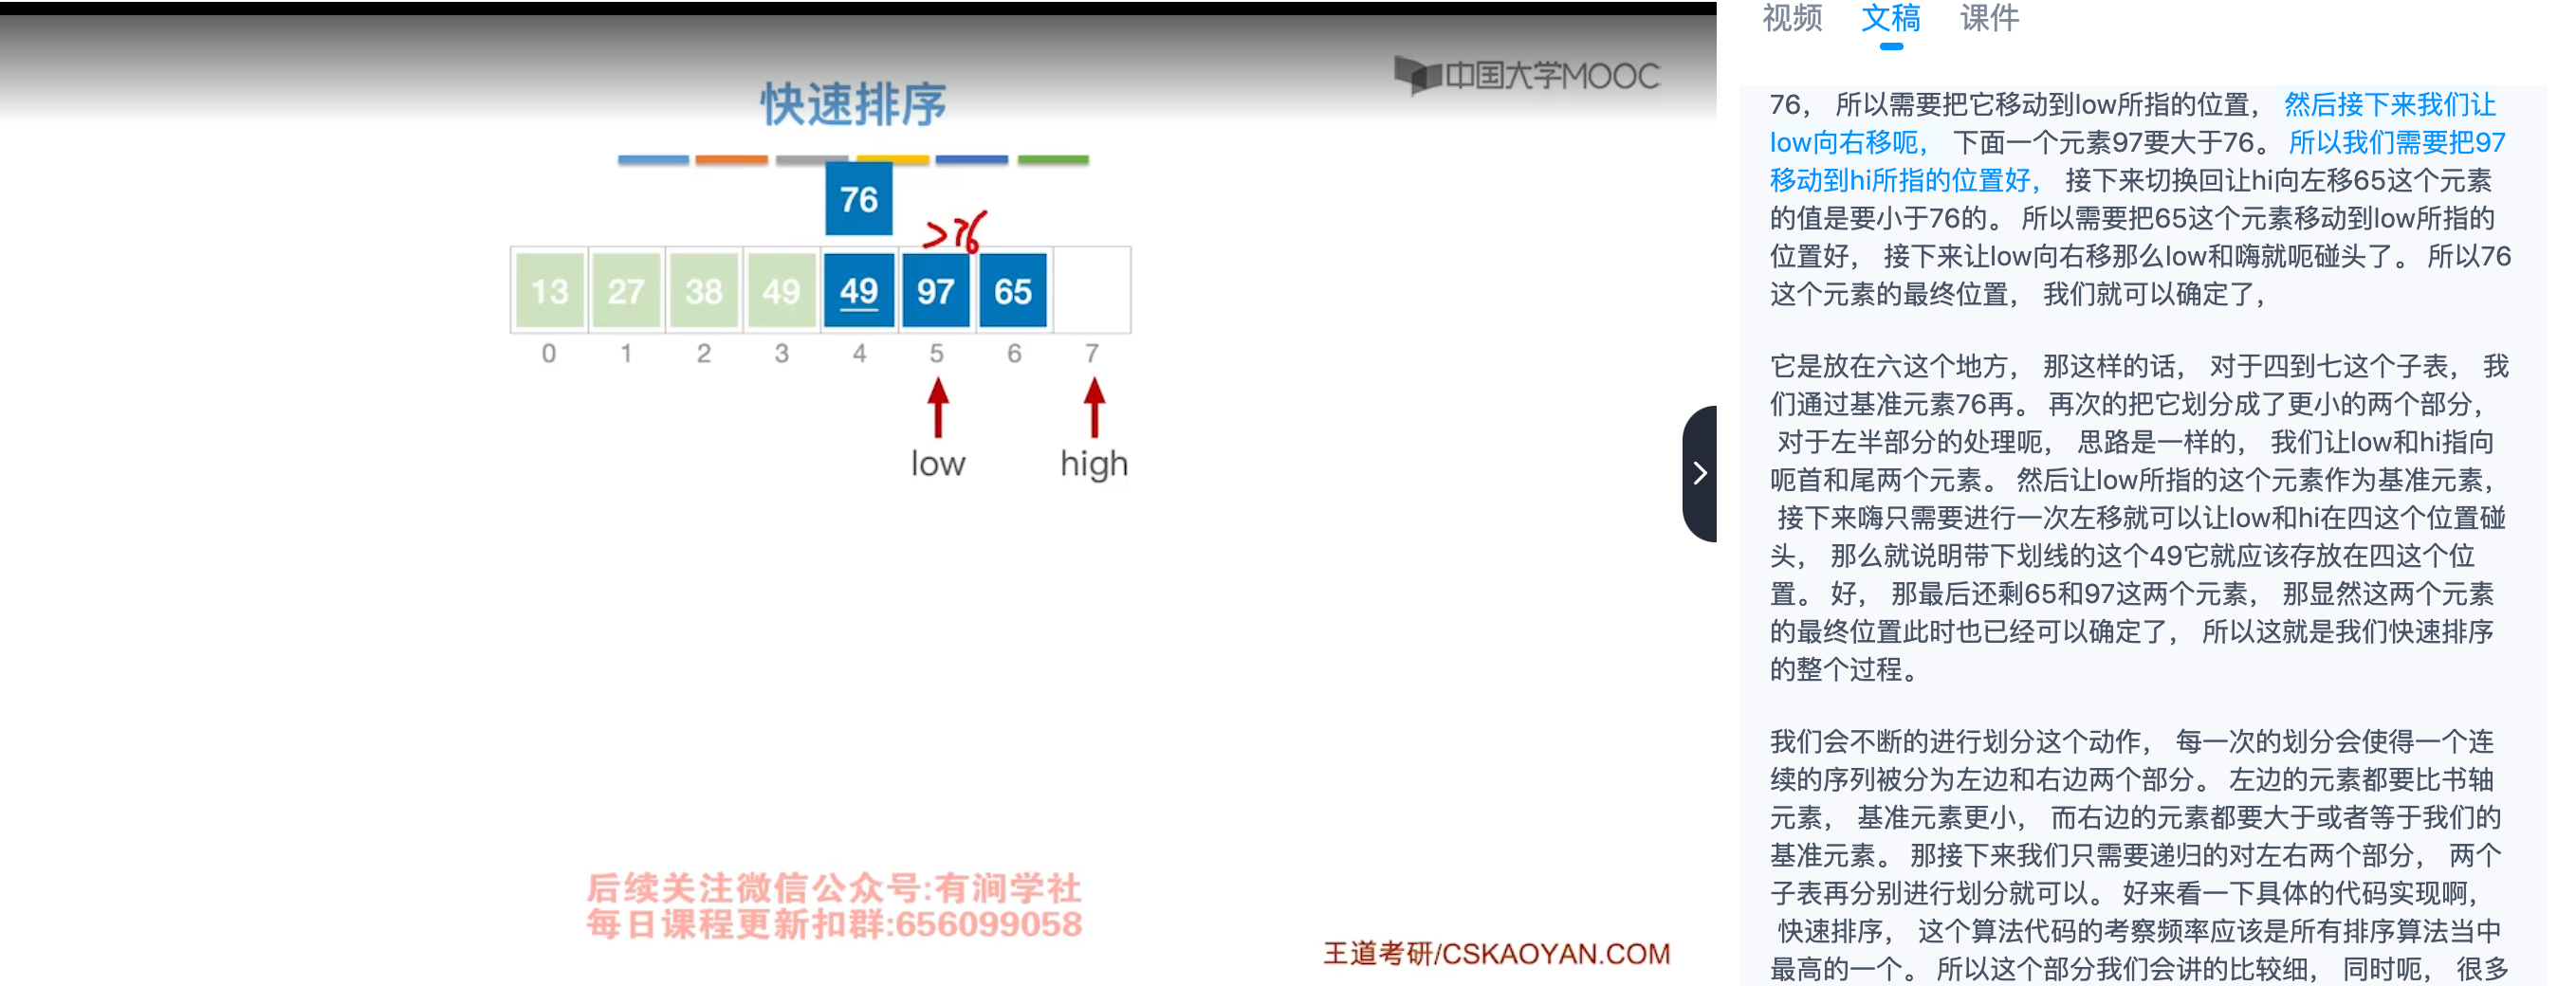 中国大学MOOC
快速排序
76
>76
13 27 38 49 49 97 65
0 1 2 3 4 5 6 7
low high
后续关注微信公众号:有涧学社
每日课程更新扣群:656099058
王道考研/CSKAOYAN.COM
视频 文稿 课件
76， 所以需要把它移动到low所指的位置， 然后接下来我们让
low向右移呃， 下面一个元素97要大于76。 所以我们需要把97
移动到hi所指的位置好， 接下来切换回让hi向左移65这个元素
的值是要小于76的。 所以需要把65这个元素移动到low所指的
位置好， 接下来让low向右移那么low和嗨就呃碰头了。 所以76
这个元素的最终位置， 我们就可以确定了，
它是放在六这个地方， 那这样的话， 对于四到七这个子表， 我
们通过基准元素76再。 再次的把它划分成了更小的两个部分，
对于左半部分的处理呃， 思路是一样的， 我们让low和hi指向
呃首和尾两个元素。 然后让low所指的这个元素作为基准元素，
接下来嗨只需要进行一次左移就可以让low和hi在四这个位置碰
头， 那么就说明带下划线的这个49它就应该存放在四这个位
置。 好， 那最后还剩65和97这两个元素， 那显然这两个元素
的最终位置此时也已经可以确定了， 所以这就是我们快速排序
的整个过程。
我们会不断的进行划分这个动作， 每一次的划分会使得一个连
续的序列被分为左边和右边两个部分。 左边的元素都要比书轴
元素， 基准元素更小， 而右边的元素都要大于或者等于我们的
基准元素。 那接下来我们只需要递归的对左右两个部分， 两个
子表再分别进行划分就可以。 好来看一下具体的代码实现啊，
快速排序， 这个算法代码的考察频率应该是所有排序算法当中
最高的一个。 所以这个部分我们会讲的比较细， 同时呃， 很多